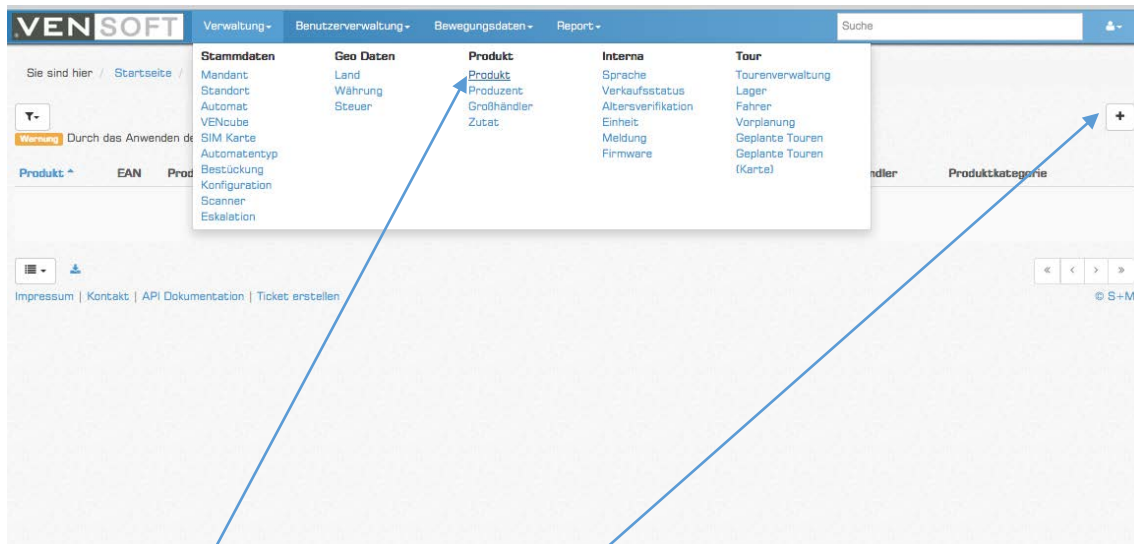 .VENSOFT Verwaltung Benutzerverwaltung Bewegungsdaten Report Suche
Stammdaten Geo Daten Produkt Interna Tour
Sie sind hier / Startseite / Mandant Land Produkt Sprache Tourenverwaltung
Standort Währung Produzent Verkaufsstatus Lager
Automat Steuer Großhändler Altersverifikation Fahrer
VENcube Zutat Einheit Vorplanung
Warnung Durch das Anwenden de SIM Karte Meldung Geplante Touren
Automatentyp Firmware Geplante Touren
Produkt EAN Prod Bestückung (Karte) ndler Produktkategorie
Konfiguration
Scanner
Eskalation
« < > »
Impressum | Kontakt | API Dokumentation | Ticket erstellen © S+M